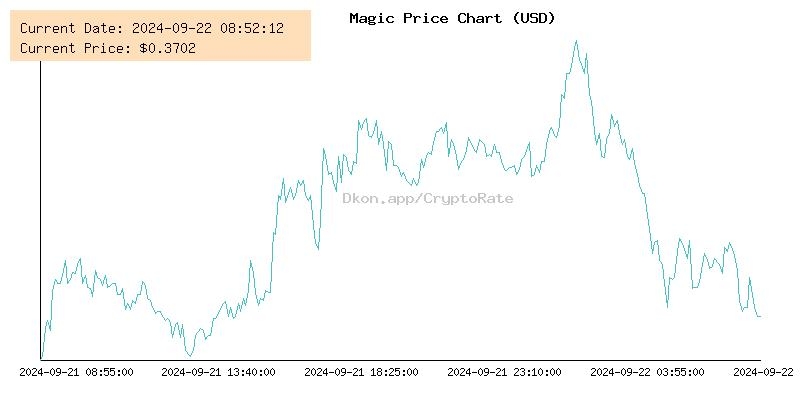 Magic Price Chart (USD)
Current Date: 2024-09-22 08:52:12
Current Price: $0.3702
Dkon.app/CryptoRate
2024-09-21 08:55:00 2024-09-21 13:40:00 2024-09-21 18:25:00 2024-09-21 23:10:00 2024-09-22 03:55:00 2024-09-22